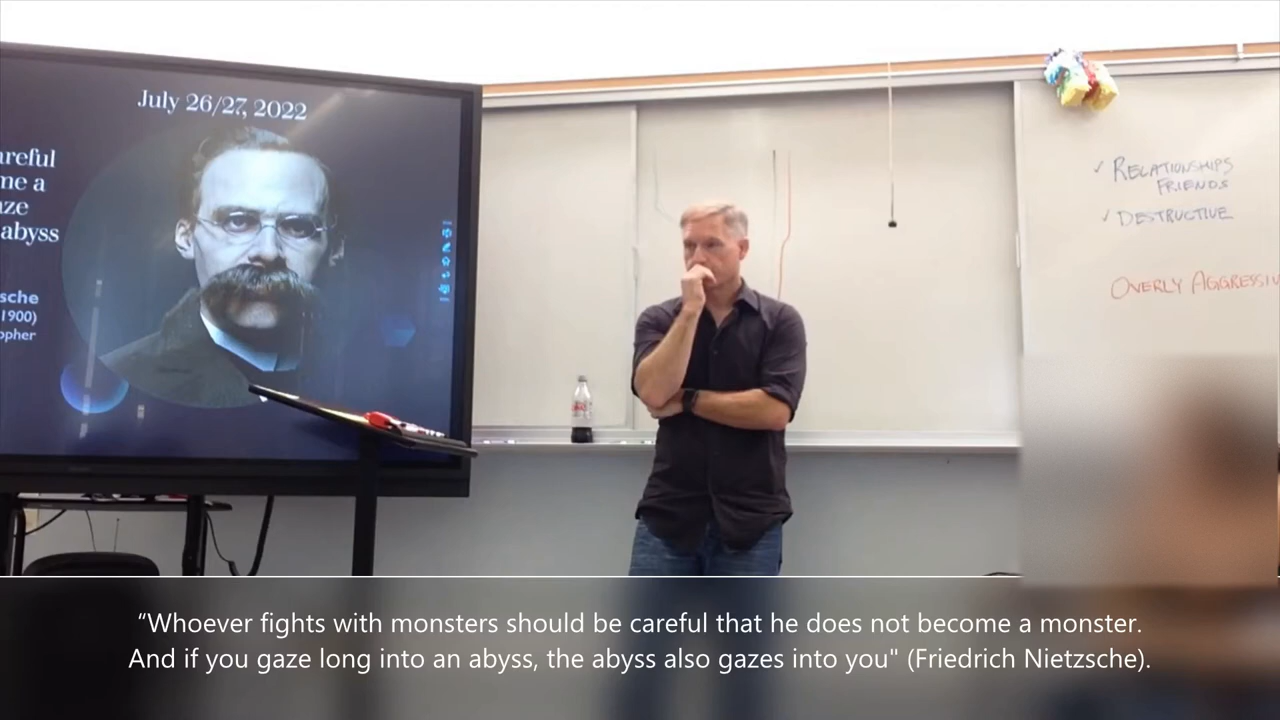 July 26/27, 2022
areful
me a
aze
abyss
sche
1900)
opher
✓ RELATIONSHIPS
FRIENDS
✓ DESTRUCTIVE
OVERLY AGGRESSIV
“Whoever fights with monsters should be careful that he does not become a monster.
And if you gaze long into an abyss, the abyss also gazes into you" (Friedrich Nietzsche).